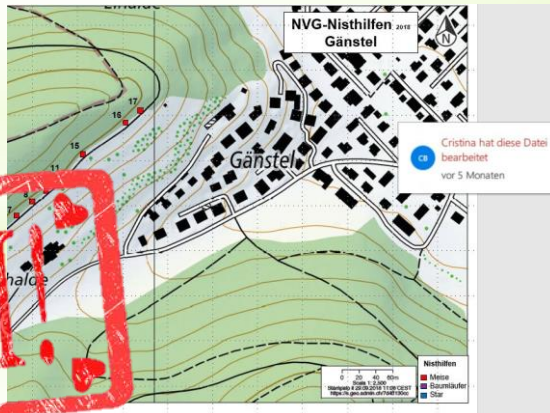 NVG-Nisthilfen 2018
Gänstel
N
Cristina hat diese Datei
bearbeitet
CB
vor 5 Monaten
17
16
15
11
Gänstel
halde
Nisthilfen
Meise
Baumläufer
Star
0 20 40 60m
Scale 1: 2,500